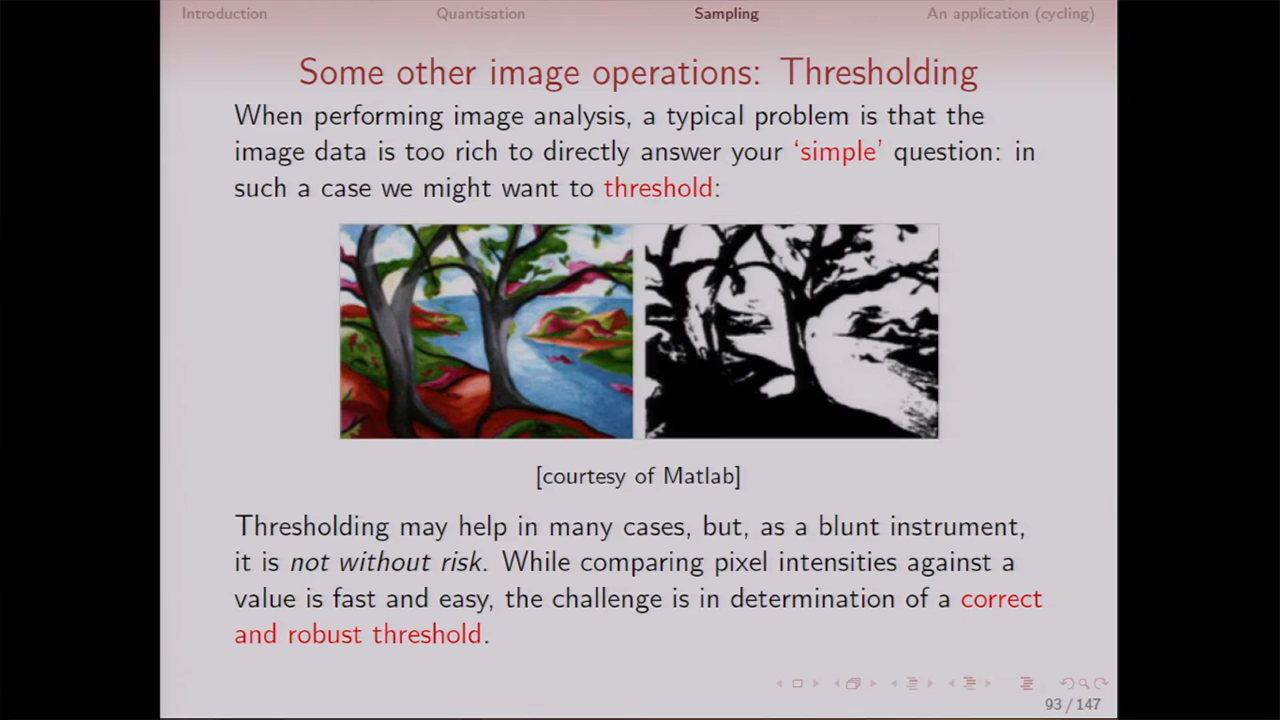 Introduction Quantisation Sampling An application (cycling)
Some other image operations: Thresholding
When performing image analysis, a typical problem is that the
image data is too rich to directly answer your ‘simple’ question: in
such a case we might want to threshold:
[courtesy of Matlab]
Thresholding may help in many cases, but, as a blunt instrument,
it is not without risk. While comparing pixel intensities against a
value is fast and easy, the challenge is in determination of a correct
and robust threshold.
93 / 147